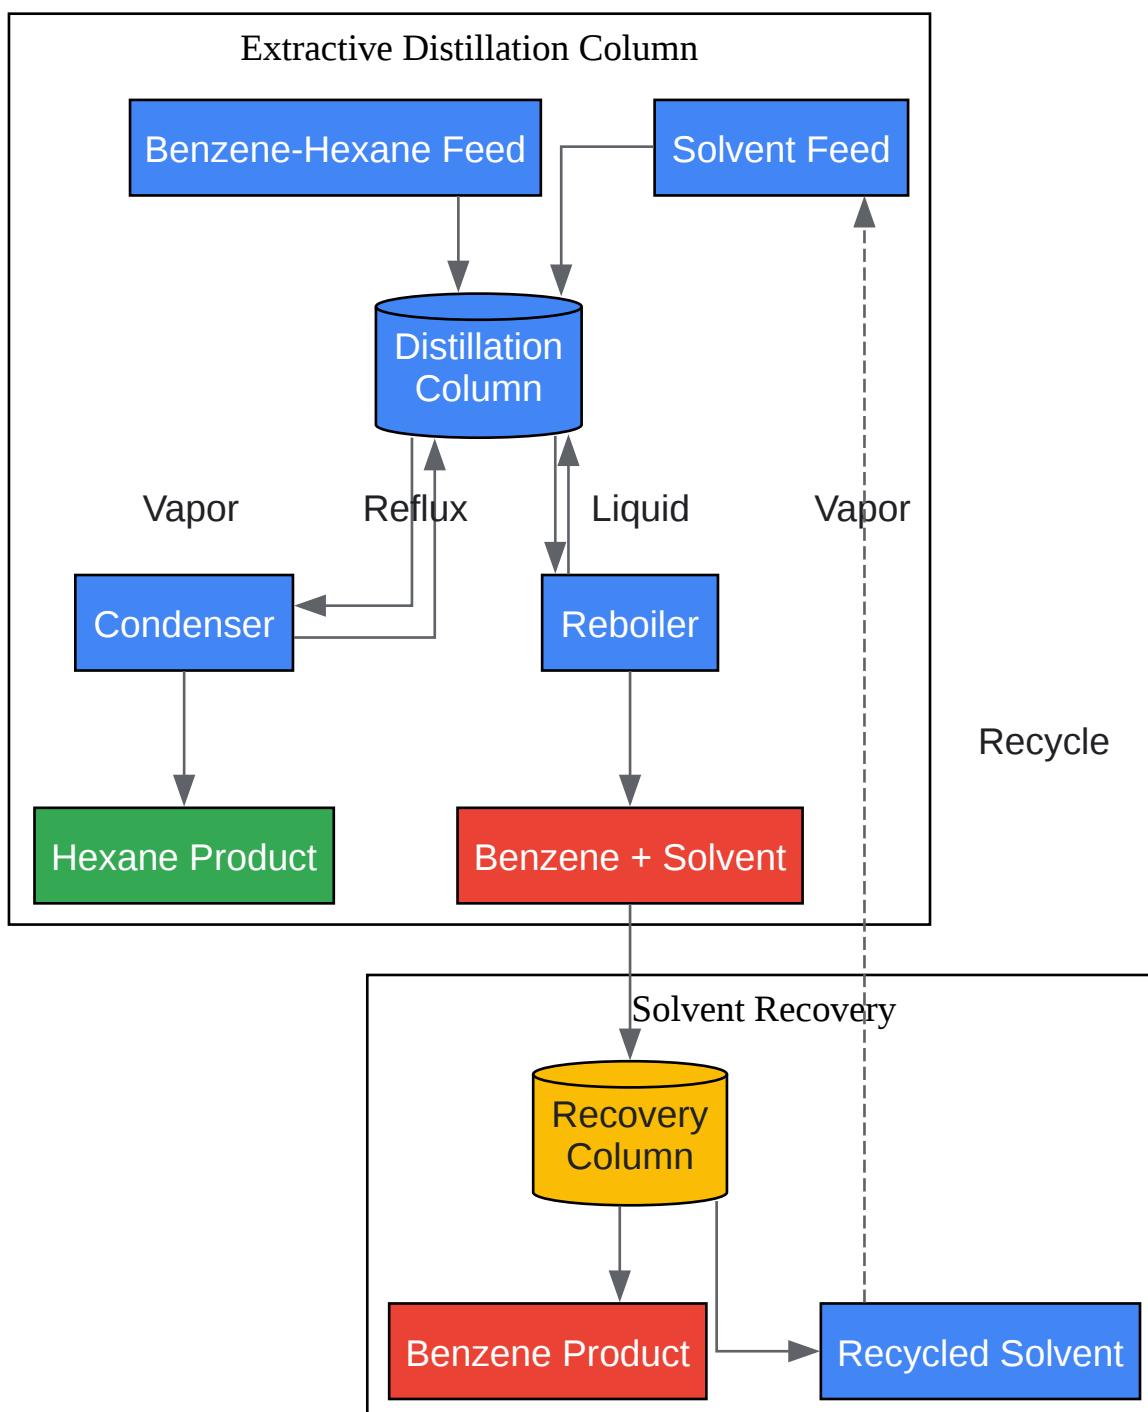 Extractive Distillation Column
Benzene-Hexane Feed
Solvent Feed
Distillation
Column
Vapor
Reflux
Liquid
Vapor
Condenser
Reboiler
Recycle
Hexane Product
Benzene + Solvent
Solvent Recovery
Recovery
Column
Benzene Product
Recycled Solvent